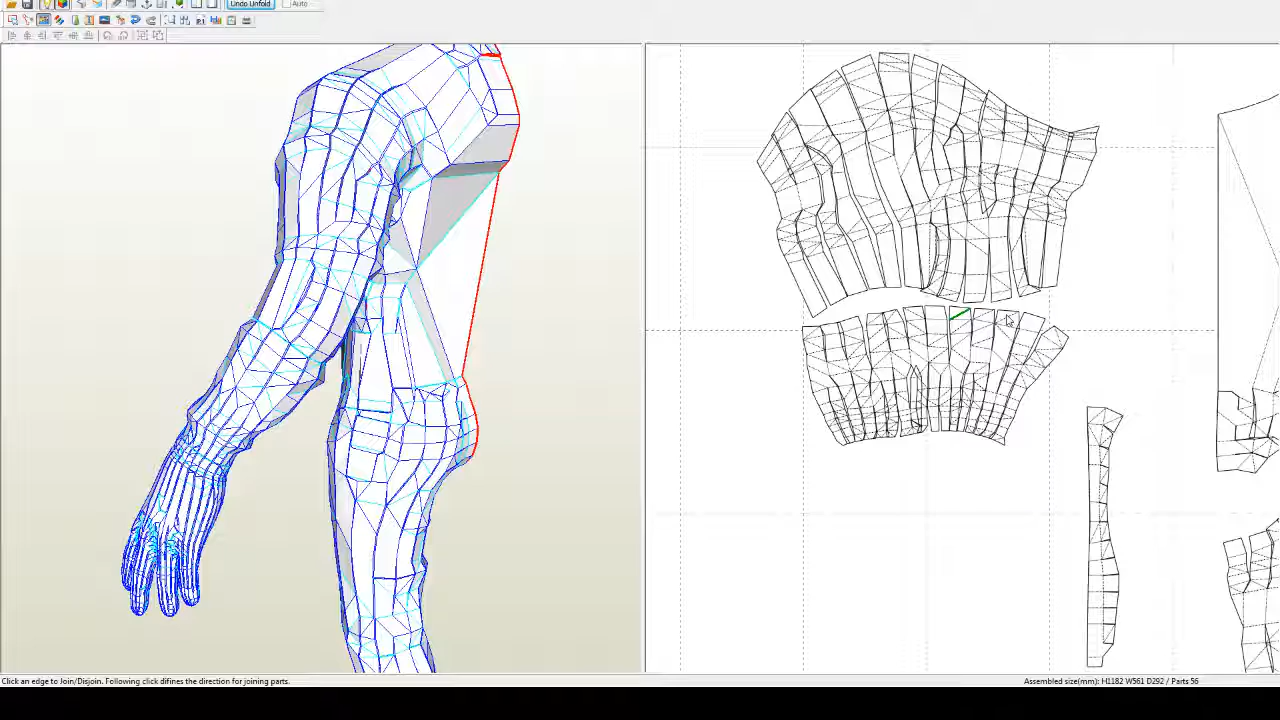 Undo Unfold
Auto
Click an edge to Join/Disjoin. Following click difines the direction for joining parts.
Assembled size(mm): H1182 W561 D292 / Parts 56